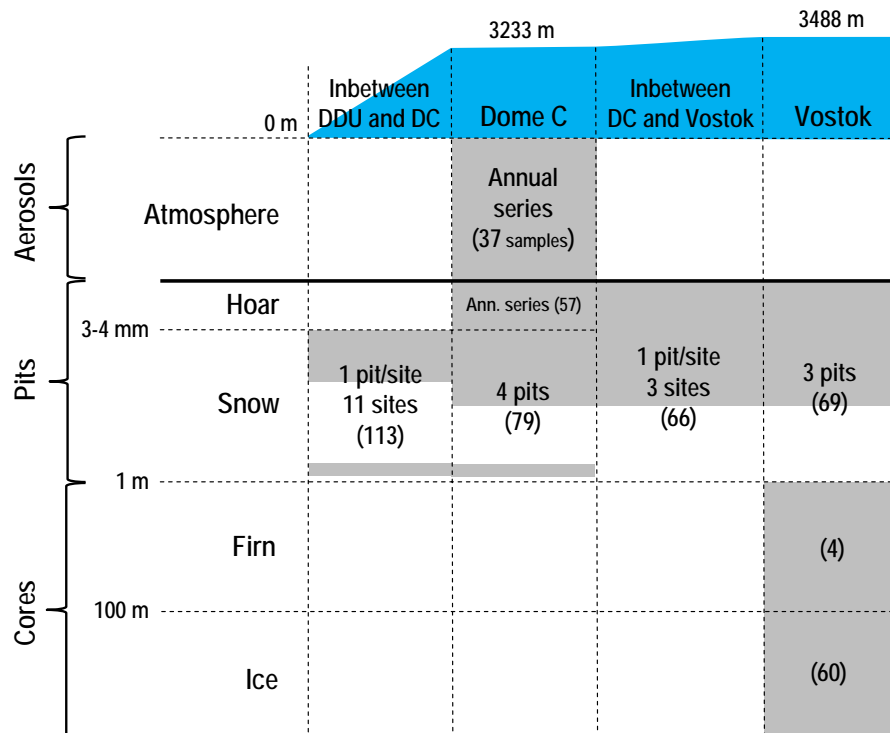 3233 m
3488 m
Inbetween
DDU and DC
Dome C
Inbetween
DC and Vostok
Vostok
0 m
Aerosols
Atmosphere
Annual
series
(37 samples)
Pits
Hoar
Ann. series (57)
3-4 mm
Snow
1 pit/site
11 sites
(113)
4 pits
(79)
1 pit/site
3 sites
(66)
3 pits
(69)
1 m
Cores
Firn
(4)
100 m
Ice
(60)